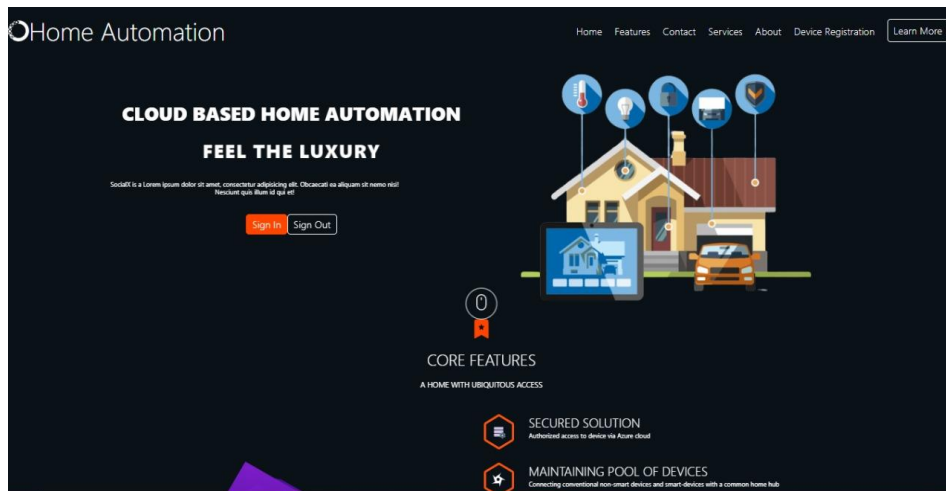 Home Automation
Home Features Contact Services About Device Registration Learn More
CLOUD BASED HOME AUTOMATION
FEEL THE LUXURY
SocialX is a Lorem ipsum dolor sit amet, consectetur adipisicing elit. Obcaecati ea aliquam sit nemo nisi!
Nesciunt quis illum id qui et!
Sign In Sign Out
CORE FEATURES
A HOME WITH UBIQUITOUS ACCESS
SECURED SOLUTION
Authorized access to device via Azure cloud
MAINTAINING POOL OF DEVICES
Connecting conventional non-smart devices and smart-devices with a common home hub